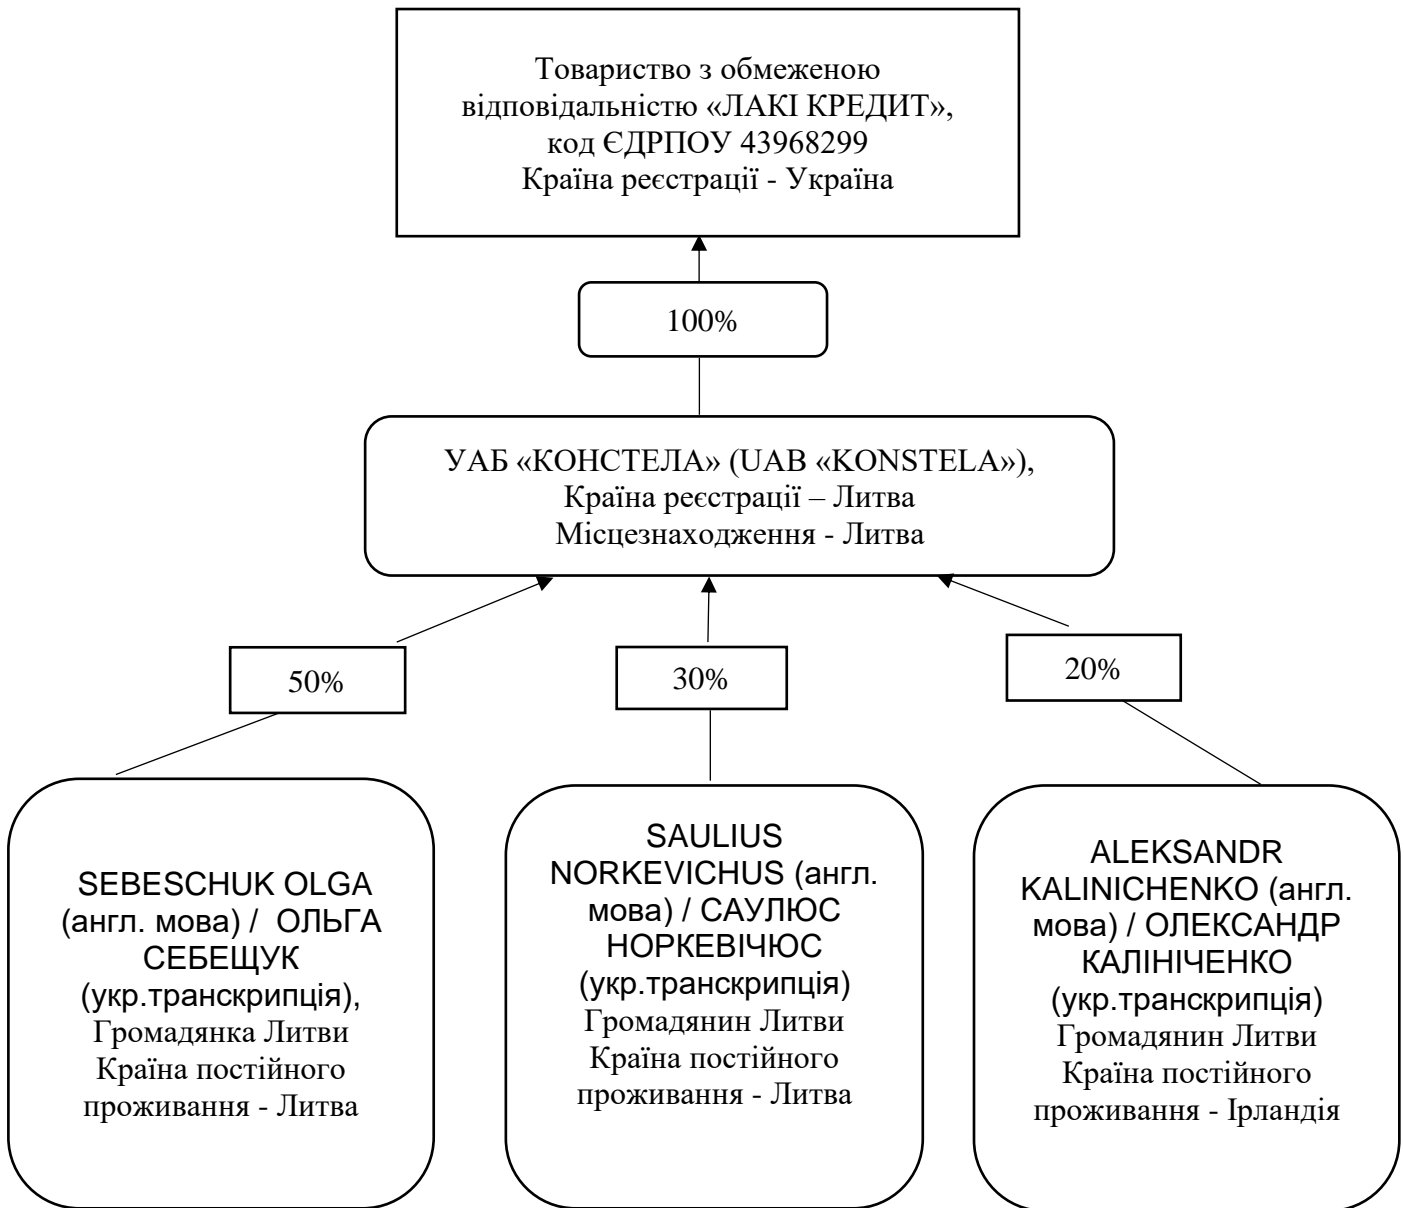 Товариство з обмеженою
відповідальністю «ЛАКІ КРЕДИТ»,
код ЄДРПОУ 43968299
Країна реєстрації - Україна
100%
УАБ «КОНСТЕЛА» (UAB «KONSTELA»),
Країна реєстрації – Литва
Місцезнаходження - Литва
50%
30%
20%
SEBESCHUK OLGA
(англ. мова) / ОЛЬГА
СЕБЕЩУК
(укр.транскрипція),
Громадянка Литви
Країна постійного
проживання - Литва
SAULIUS
NORKEVICHUS (англ.
мова) / САУЛЮС
НОРКЕВІЧЮС
(укр.транскрипція)
Громадянин Литви
Країна постійного
проживання - Литва
ALEKSANDR
KALINICHENKO (англ.
мова) / ОЛЕКСАНДР
КАЛІНІЧЕНКО
(укр.транскрипція)
Громадянин Литви
Країна постійного
проживання - Ірландія